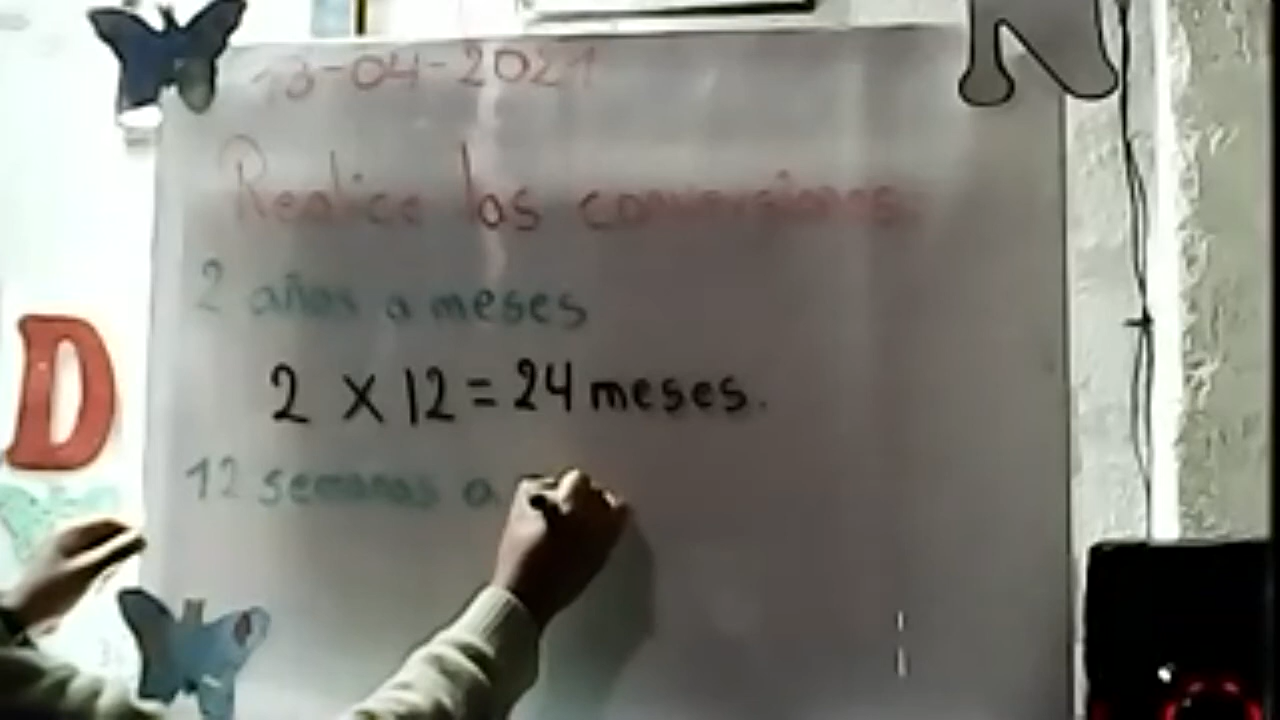 13-04-2021
N
Realice las conversiones.
2 años a meses
2 x 12 = 24 meses.
D
12 semanas a